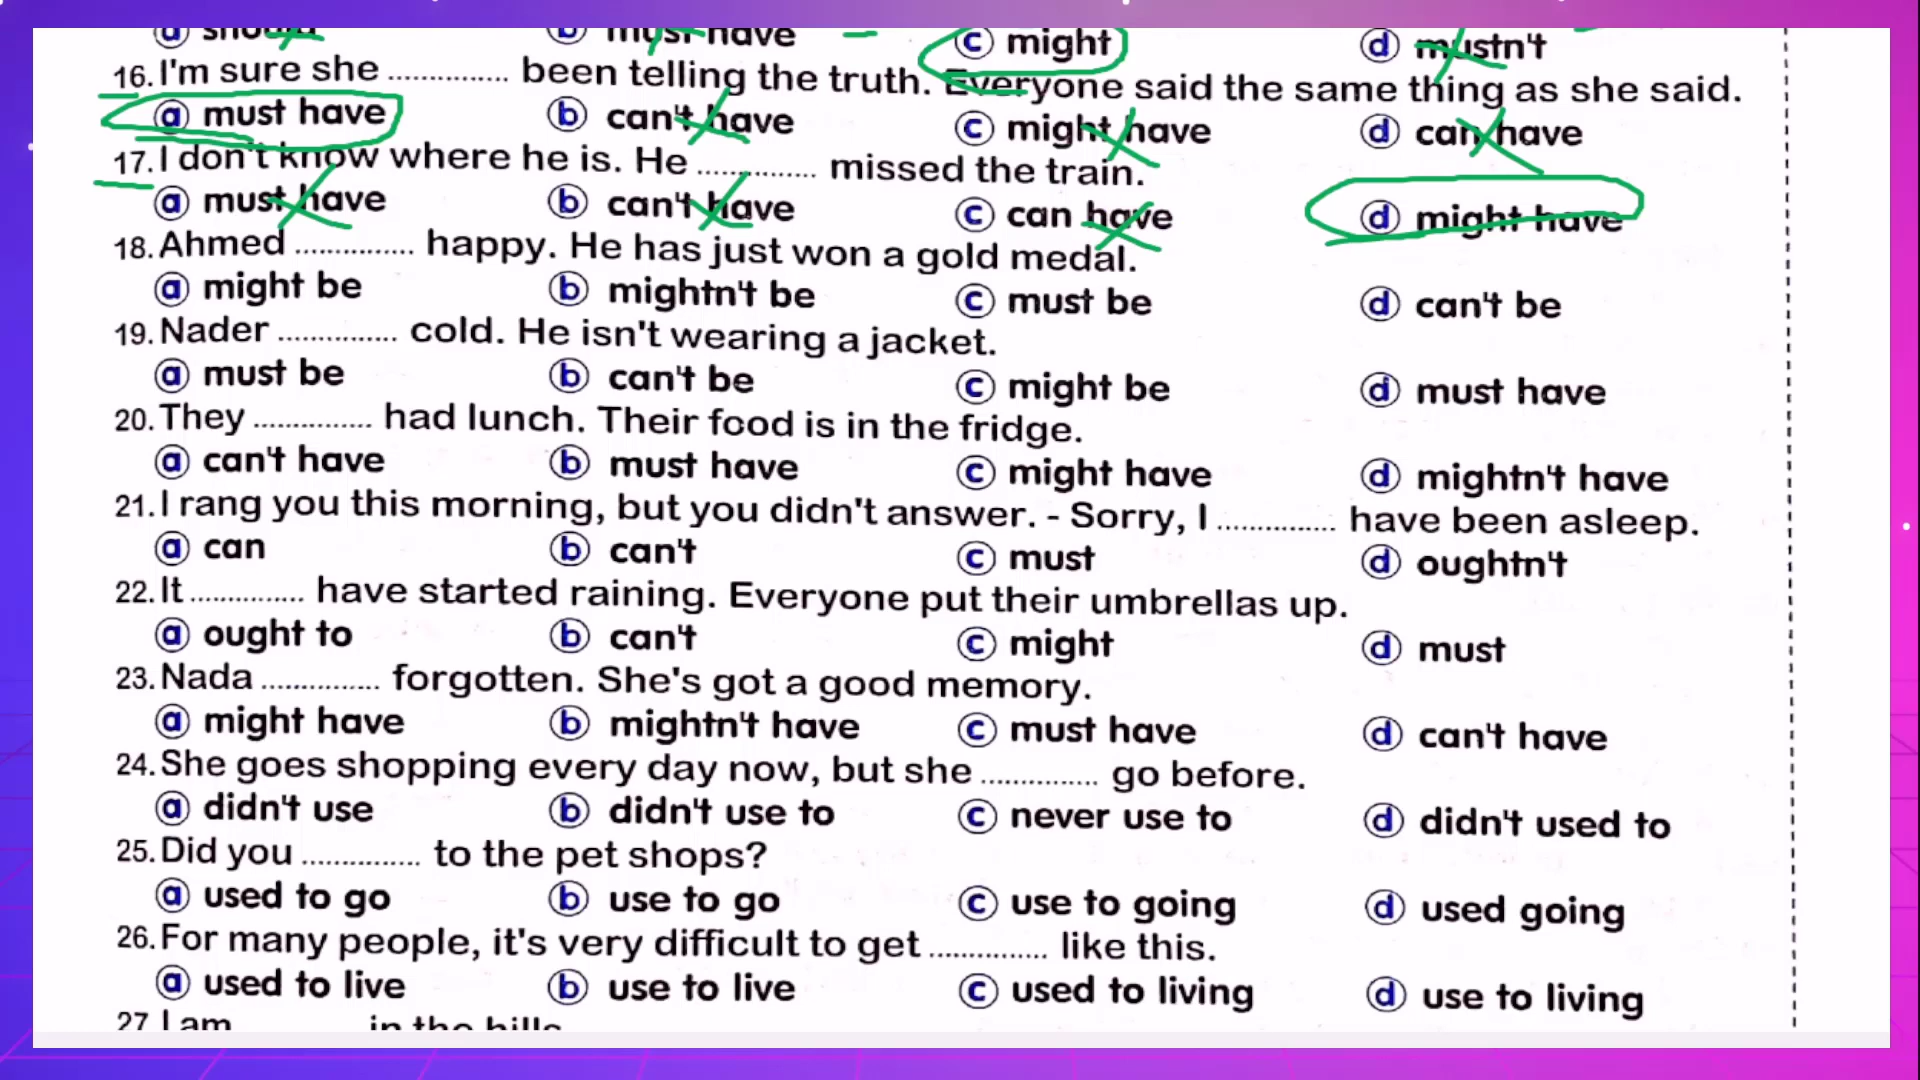 ⓐ should ⓑ must have ⓒ might ⓓ mustn't
16. I'm sure she .............. been telling the truth. Everyone said the same thing as she said.
ⓐ must have ⓑ can't have ⓒ might have ⓓ can have
17. I don't know where he is. He .............. missed the train.
ⓐ must have ⓑ can't have ⓒ can have ⓓ might have
18. Ahmed .............. happy. He has just won a gold medal.
ⓐ might be ⓑ mightn't be ⓒ must be ⓓ can't be
19. Nader .............. cold. He isn't wearing a jacket.
ⓐ must be ⓑ can't be ⓒ might be ⓓ must have
20. They .............. had lunch. Their food is in the fridge.
ⓐ can't have ⓑ must have ⓒ might have ⓓ mightn't have
21. I rang you this morning, but you didn't answer. - Sorry, I .............. have been asleep.
ⓐ can ⓑ can't ⓒ must ⓓ oughtn't
22. It .............. have started raining. Everyone put their umbrellas up.
ⓐ ought to ⓑ can't ⓒ might ⓓ must
23. Nada .............. forgotten. She's got a good memory.
ⓐ might have ⓑ mightn't have ⓒ must have ⓓ can't have
24. She goes shopping every day now, but she .............. go before.
ⓐ didn't use ⓑ didn't use to ⓒ never use to ⓓ didn't used to
25. Did you .............. to the pet shops?
ⓐ used to go ⓑ use to go ⓒ use to going ⓓ used going
26. For many people, it's very difficult to get .............. like this.
ⓐ used to live ⓑ use to live ⓒ used to living ⓓ use to living
27 I am in the hills